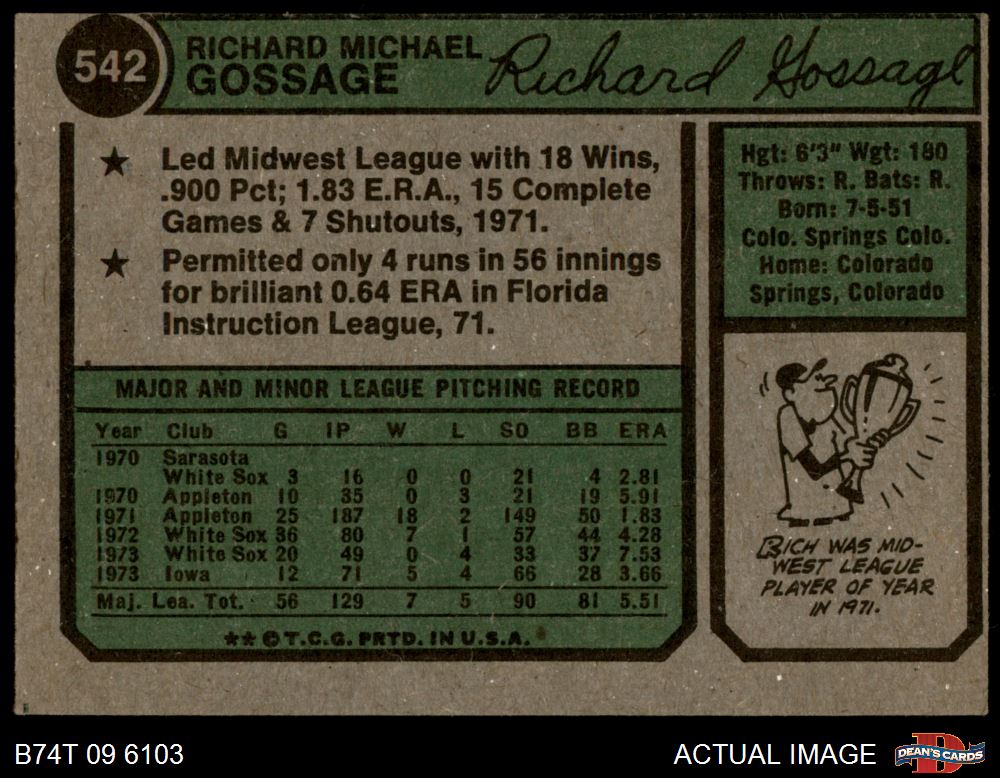 542
RICHARD MICHAEL
GOSSAGE
Richard Gossage
★ Led Midwest League with 18 Wins,
.900 Pct; 1.83 E.R.A., 15 Complete
Games & 7 Shutouts, 1971.
★ Permitted only 4 runs in 56 innings
for brilliant 0.64 ERA in Florida
Instruction League, 71.
Hgt: 6'3" Wgt: 180
Throws: R. Bats: R.
Born: 7-5-51
Colo. Springs Colo.
Home: Colorado
Springs, Colorado
MAJOR AND MINOR LEAGUE PITCHING RECORD
Year Club G IP W L SO BB ERA
1970 Sarasota
White Sox 3 16 0 0 21 4 2.81
1970 Appleton 10 35 0 3 21 19 5.91
1971 Appleton 25 187 18 2 149 50 1.83
1972 White Sox 36 80 7 1 57 44 4.28
1973 White Sox 20 49 0 4 33 37 7.53
1973 Iowa 12 71 5 4 66 28 3.66
Maj. Lea. Tot. 56 129 7 5 90 81 5.51
★★ © T.C.G. PRTD. IN U.S.A.
RICH WAS MID-
WEST LEAGUE
PLAYER OF YEAR
IN 1971.
B74T 09 6103
ACTUAL IMAGE
DEAN'S CARDS